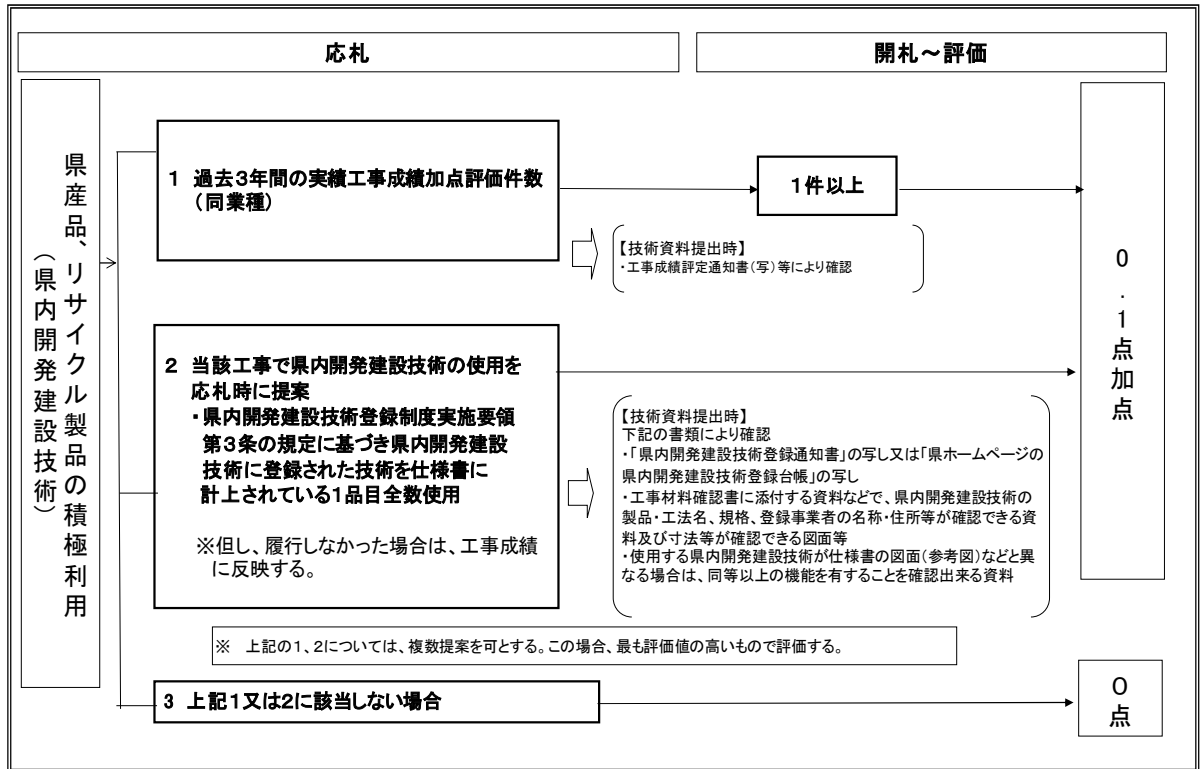 応札
開札～評価
県産品、リサイクル製品の積極利用
（県内開発建設技術）
1 過去3年間の実績工事成績加点評価件数
（同業種）
1件以上
【技術資料提出時】
・工事成績評定通知書（写）等により確認
2 当該工事で県内開発建設技術の使用を
応札時に提案
・県内開発建設技術登録制度実施要領
第3条の規定に基づき県内開発建設
技術に登録された技術を仕様書に
計上されている1品目全数使用
※但し、履行しなかった場合は、工事成績
に反映する。
【技術資料提出時】
下記の書類により確認
・「県内開発建設技術登録通知書」の写し又は「県ホームページの
県内開発建設技術登録台帳」の写し
・工事材料確認書に添付する資料などで、県内開発建設技術の
製品・工法名、規格、登録事業者の名称・住所等が確認できる資
料及び寸法等が確認できる図面等
・使用する県内開発建設技術が仕様書の図面（参考図）などと異
なる場合は、同等以上の機能を有することを確認出来る資料
0.1点加点
※　上記の1、2については、複数提案を可とする。この場合、最も評価値の高いもので評価する。
3 上記1又は2に該当しない場合
0点